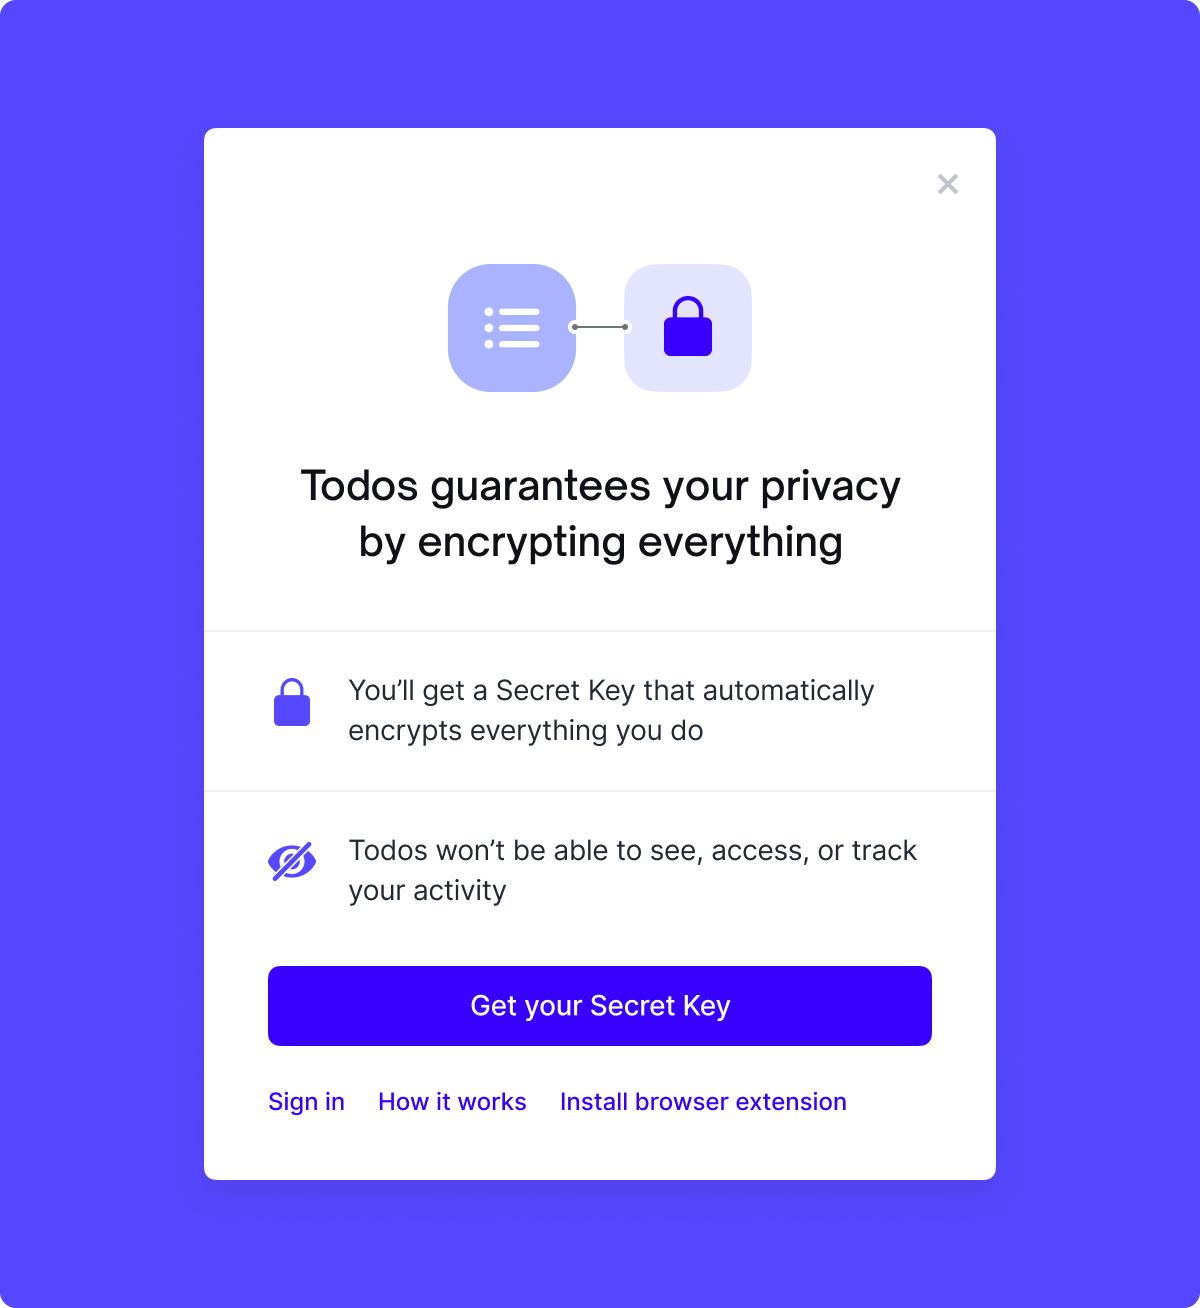 Todos guarantees your privacy
by encrypting everything
You’ll get a Secret Key that automatically
encrypts everything you do
Todos won’t be able to see, access, or track
your activity
Get your Secret Key
Sign in How it works Install browser extension